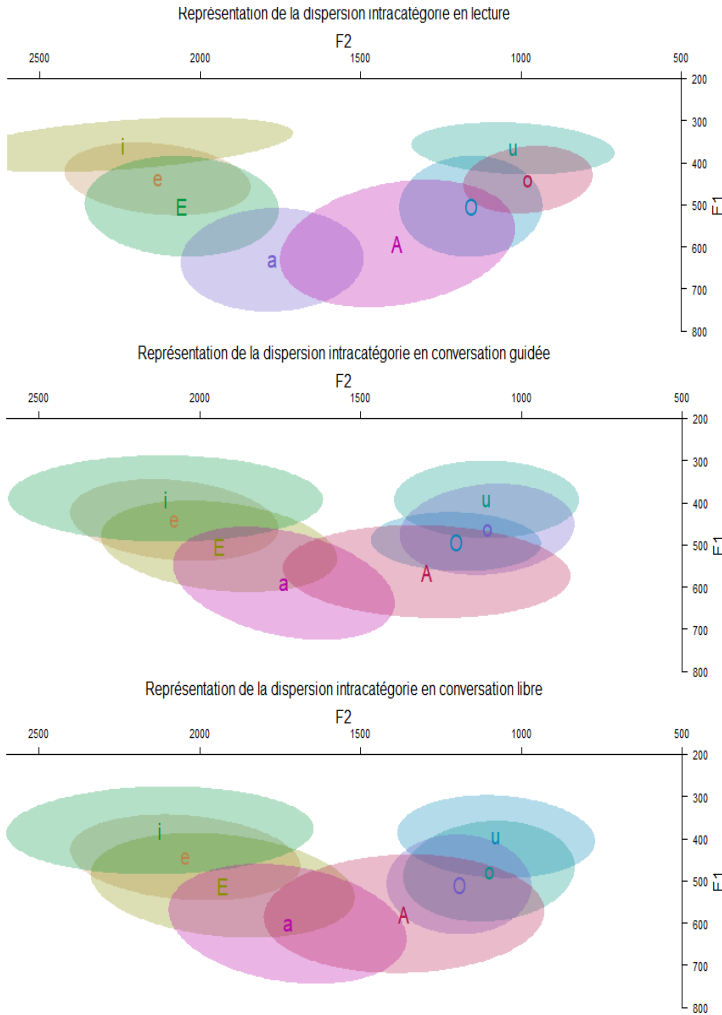 Représentation de la dispersion intracatégorie en lecture
F2
2500 2000 1500 1000 500
200
300
i u
400
e o
E O
500
F1
A
600
a
700
800
Représentation de la dispersion intracatégorie en conversation guidée
F2
2500 2000 1500 1000 500
200
300
i u
400
e o
E O
500
F1
a A
600
700
800
Représentation de la dispersion intracatégorie en conversation libre
F2
2500 2000 1500 1000 500
200
300
i u
400
e o
E O
500
F1
a A
600
700
800